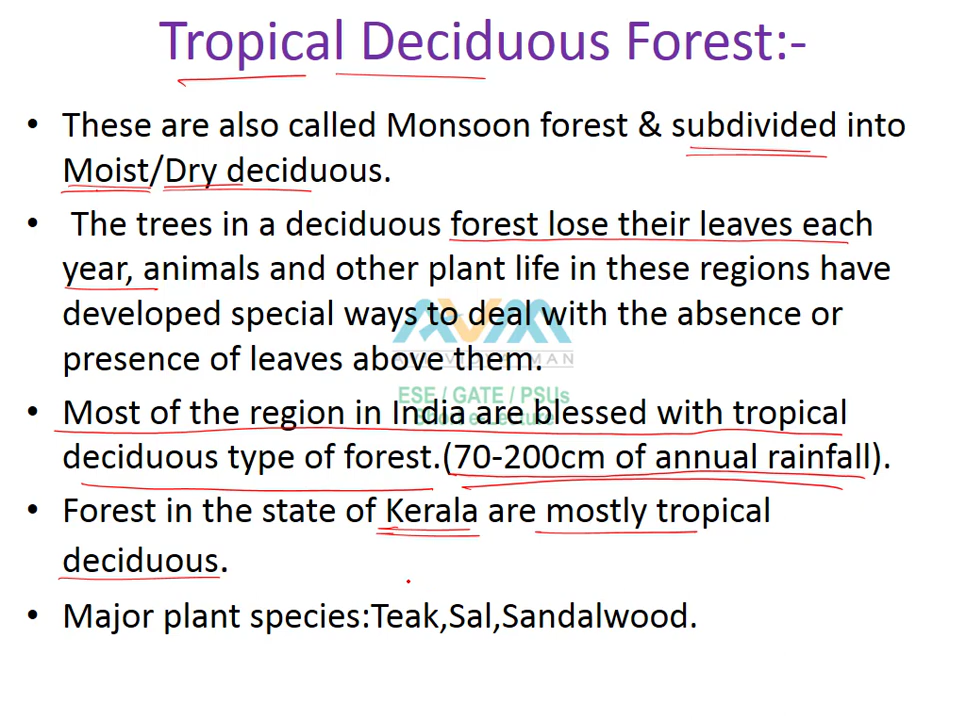 Tropical Deciduous Forest:-
• These are also called Monsoon forest & subdivided into
Moist/Dry deciduous.
• The trees in a deciduous forest lose their leaves each
year, animals and other plant life in these regions have
developed special ways to deal with the absence or
presence of leaves above them.
AVM
ESE / GATE / PSUs
• Most of the region in India are blessed with tropical
deciduous type of forest.(70-200cm of annual rainfall).
• Forest in the state of Kerala are mostly tropical
deciduous.
• Major plant species:Teak,Sal,Sandalwood.